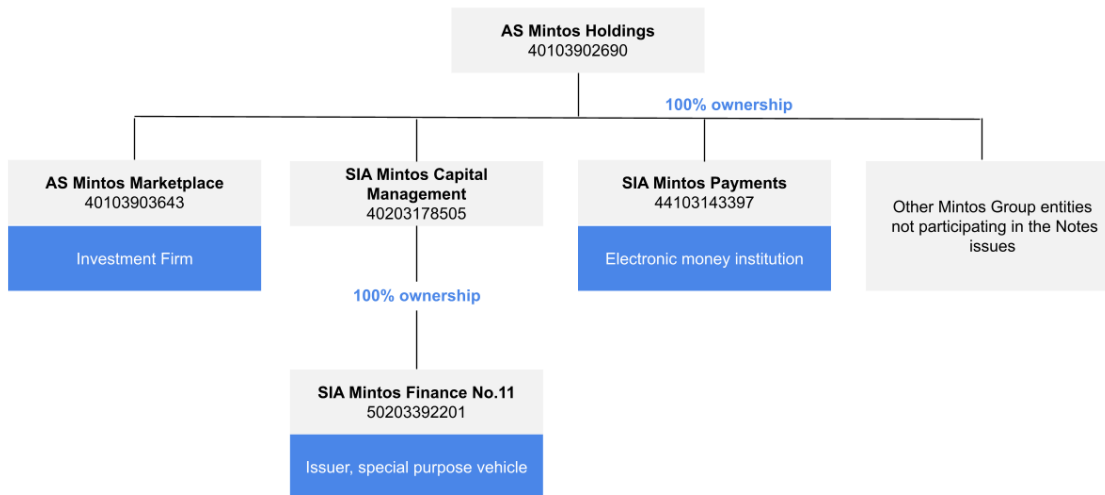 AS Mintos Holdings
40103902690
100% ownership
AS Mintos Marketplace
40103903643
Investment Firm
SIA Mintos Capital
Management
40203178505
SIA Mintos Payments
44103143397
Electronic money institution
Other Mintos Group entities
not participating in the Notes
issues
100% ownership
SIA Mintos Finance No.11
50203392201
Issuer, special purpose vehicle